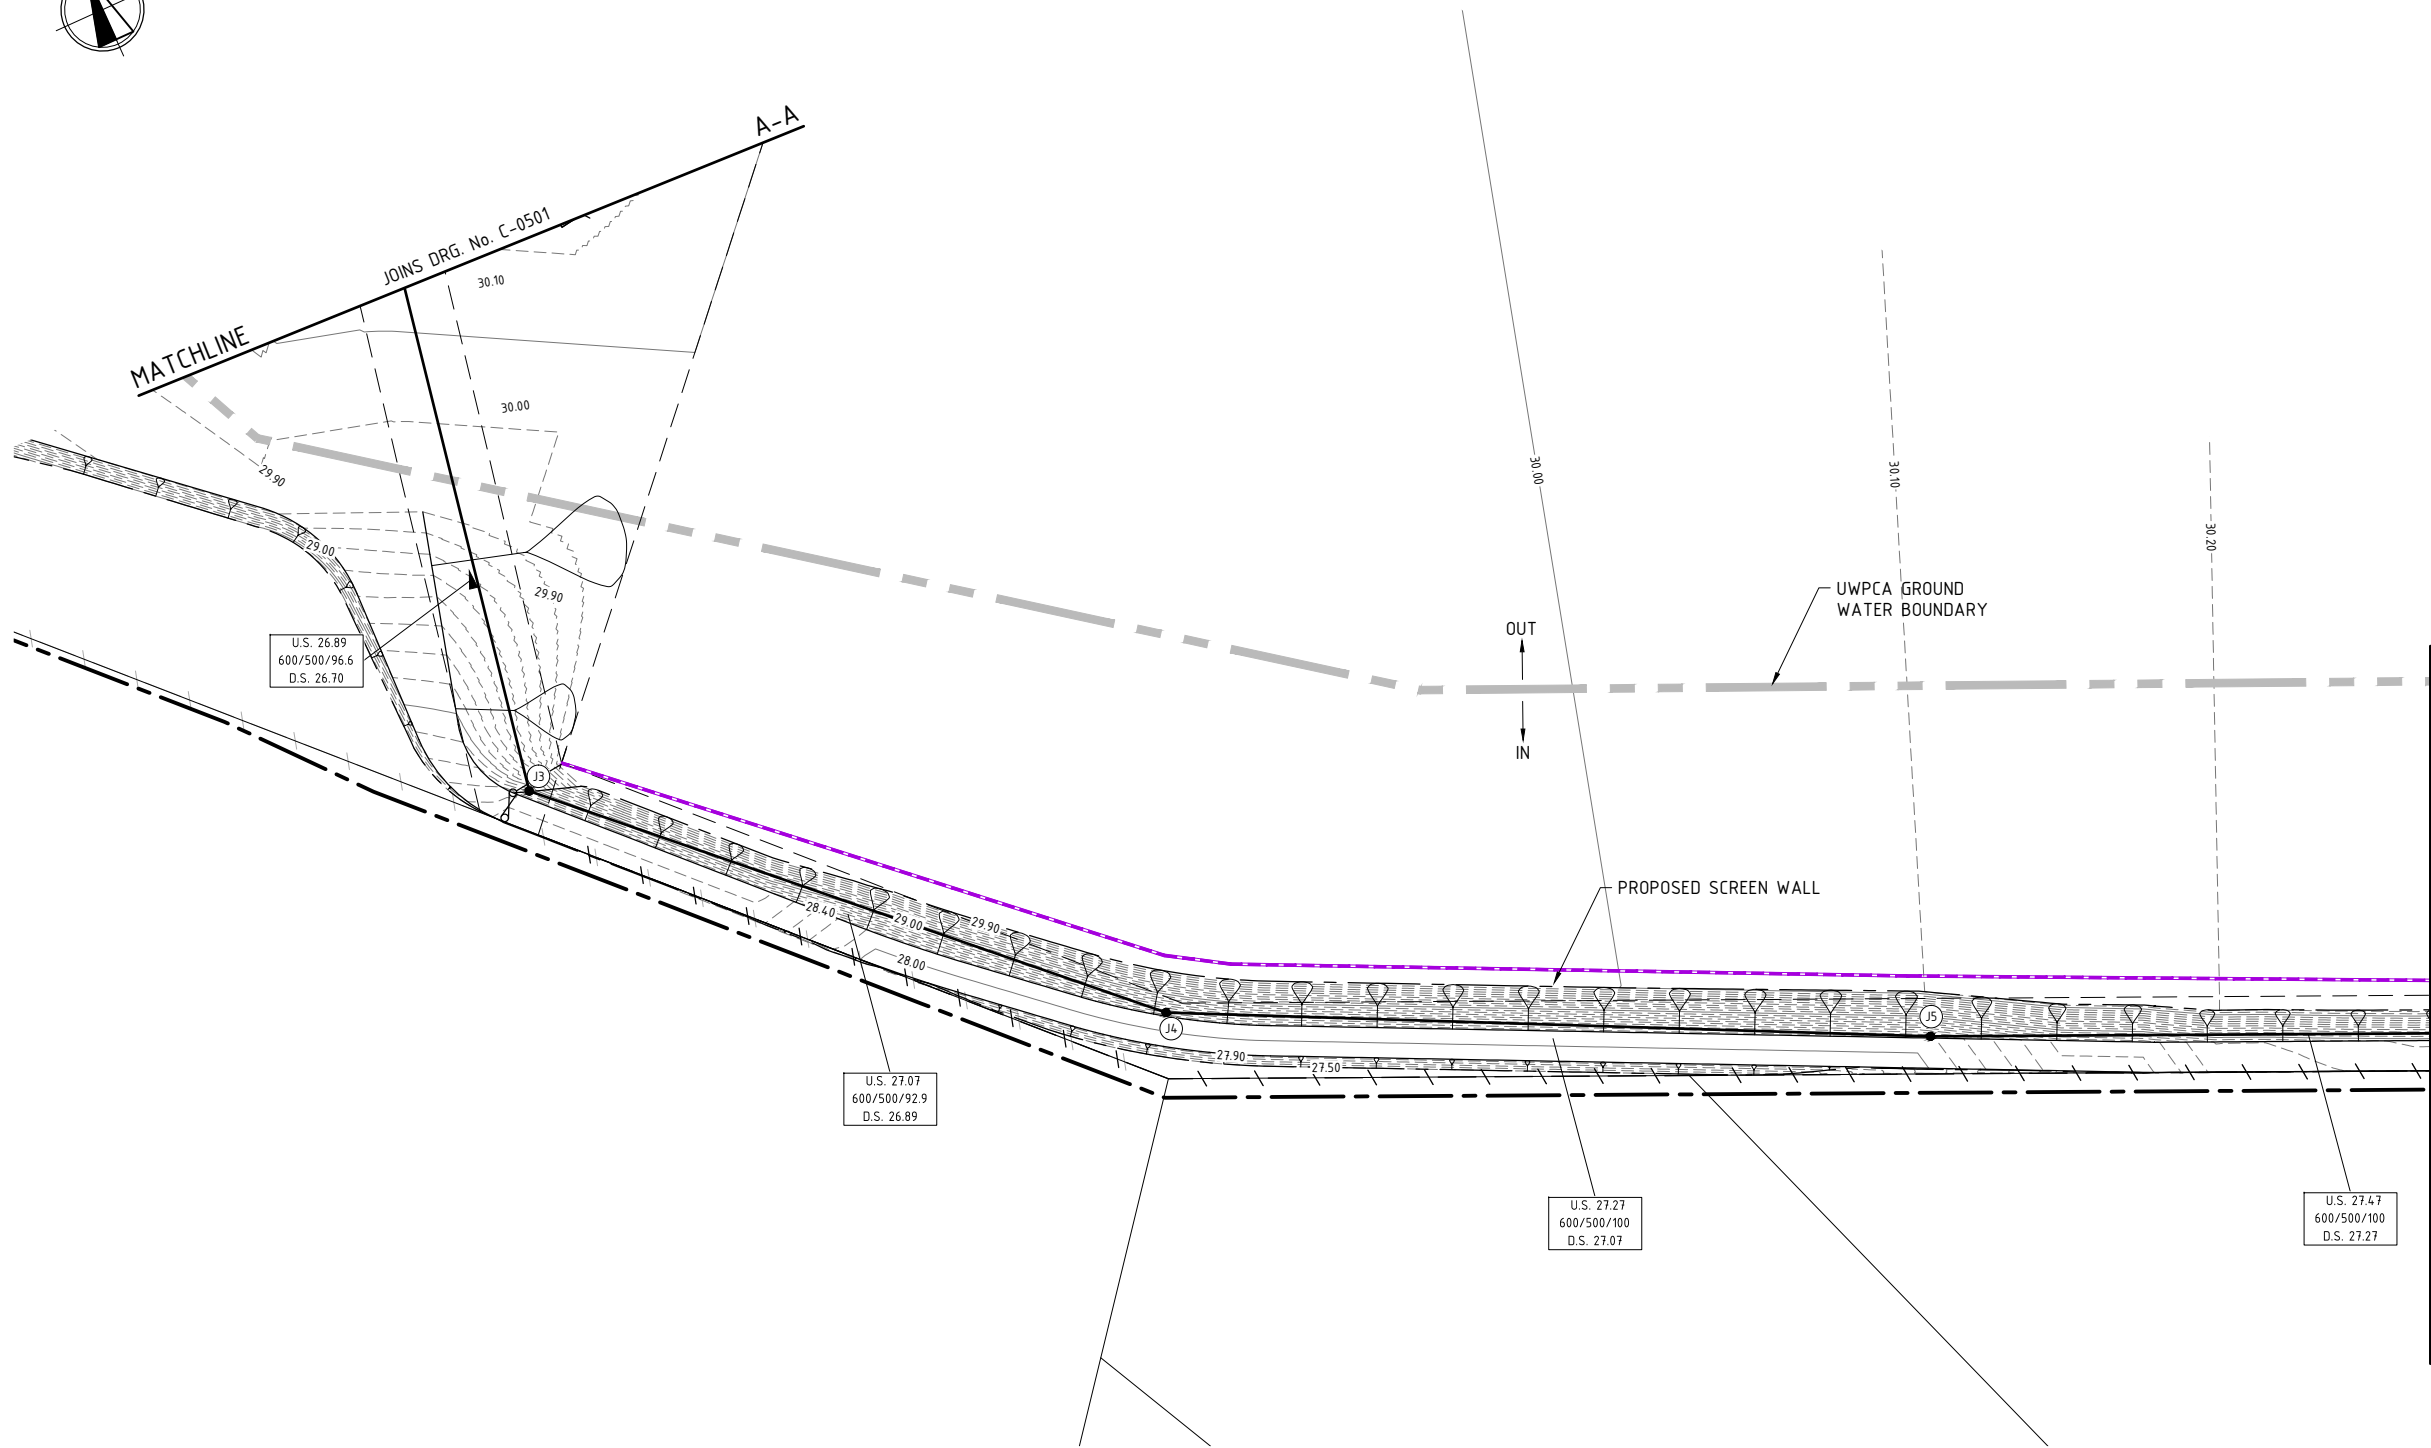 A-A
JOINS DRG. No. C-0501
MATCHLINE
30.10
30.00
29.90
29.00
29.90
30.00
30.10
30.20
UWPCA GROUND
WATER BOUNDARY
OUT
IN
U.S. 26.89
600/500/96.6
D.S. 26.70
J3
PROPOSED SCREEN WALL
28.40
29.00
29.90
28.00
J4
J5
27.90
27.50
U.S. 27.07
600/500/92.9
D.S. 26.89
U.S. 27.27
600/500/100
D.S. 27.07
U.S. 27.47
600/500/100
D.S. 27.27